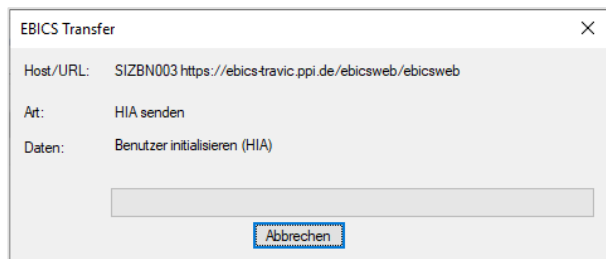 EBICS Transfer
Host/URL: SIZBN003 https://ebics-travic.ppi.de/ebicsweb/ebicsweb
Art: HIA senden
Daten: Benutzer initialisieren (HIA)
Abbrechen